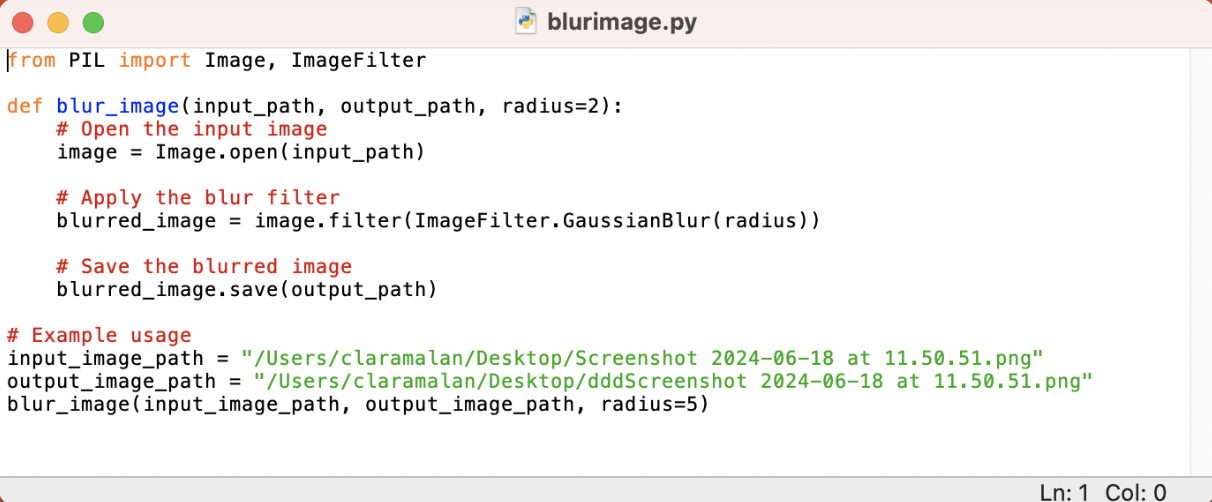 blurimage.py
from PIL import Image, ImageFilter
def blur_image(input_path, output_path, radius=2):
# Open the input image
image = Image.open(input_path)
# Apply the blur filter
blurred_image = image.filter(ImageFilter.GaussianBlur(radius))
# Save the blurred image
blurred_image.save(output_path)
# Example usage
input_image_path = "/Users/claramalan/Desktop/Screenshot 2024-06-18 at 11.50.51.png"
output_image_path = "/Users/claramalan/Desktop/dddScreenshot 2024-06-18 at 11.50.51.png"
blur_image(input_image_path, output_image_path, radius=5)
Ln: 1 Col: 0